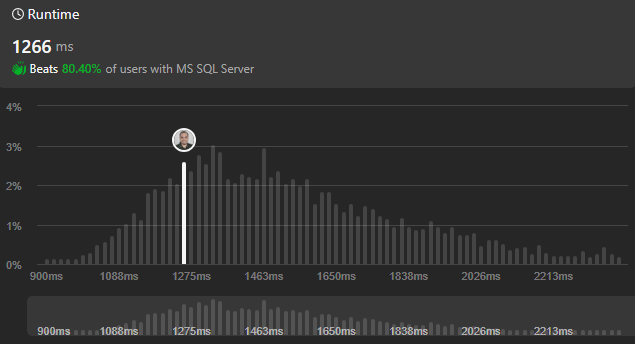 Runtime
1266 ms
Beats 80.40% of users with MS SQL Server
4%
3%
2%
1%
0%
900ms 1088ms 1275ms 1463ms 1650ms 1838ms 2026ms 2213ms
900ms 1088ms 1275ms 1463ms 1650ms 1838ms 2026ms 2213ms